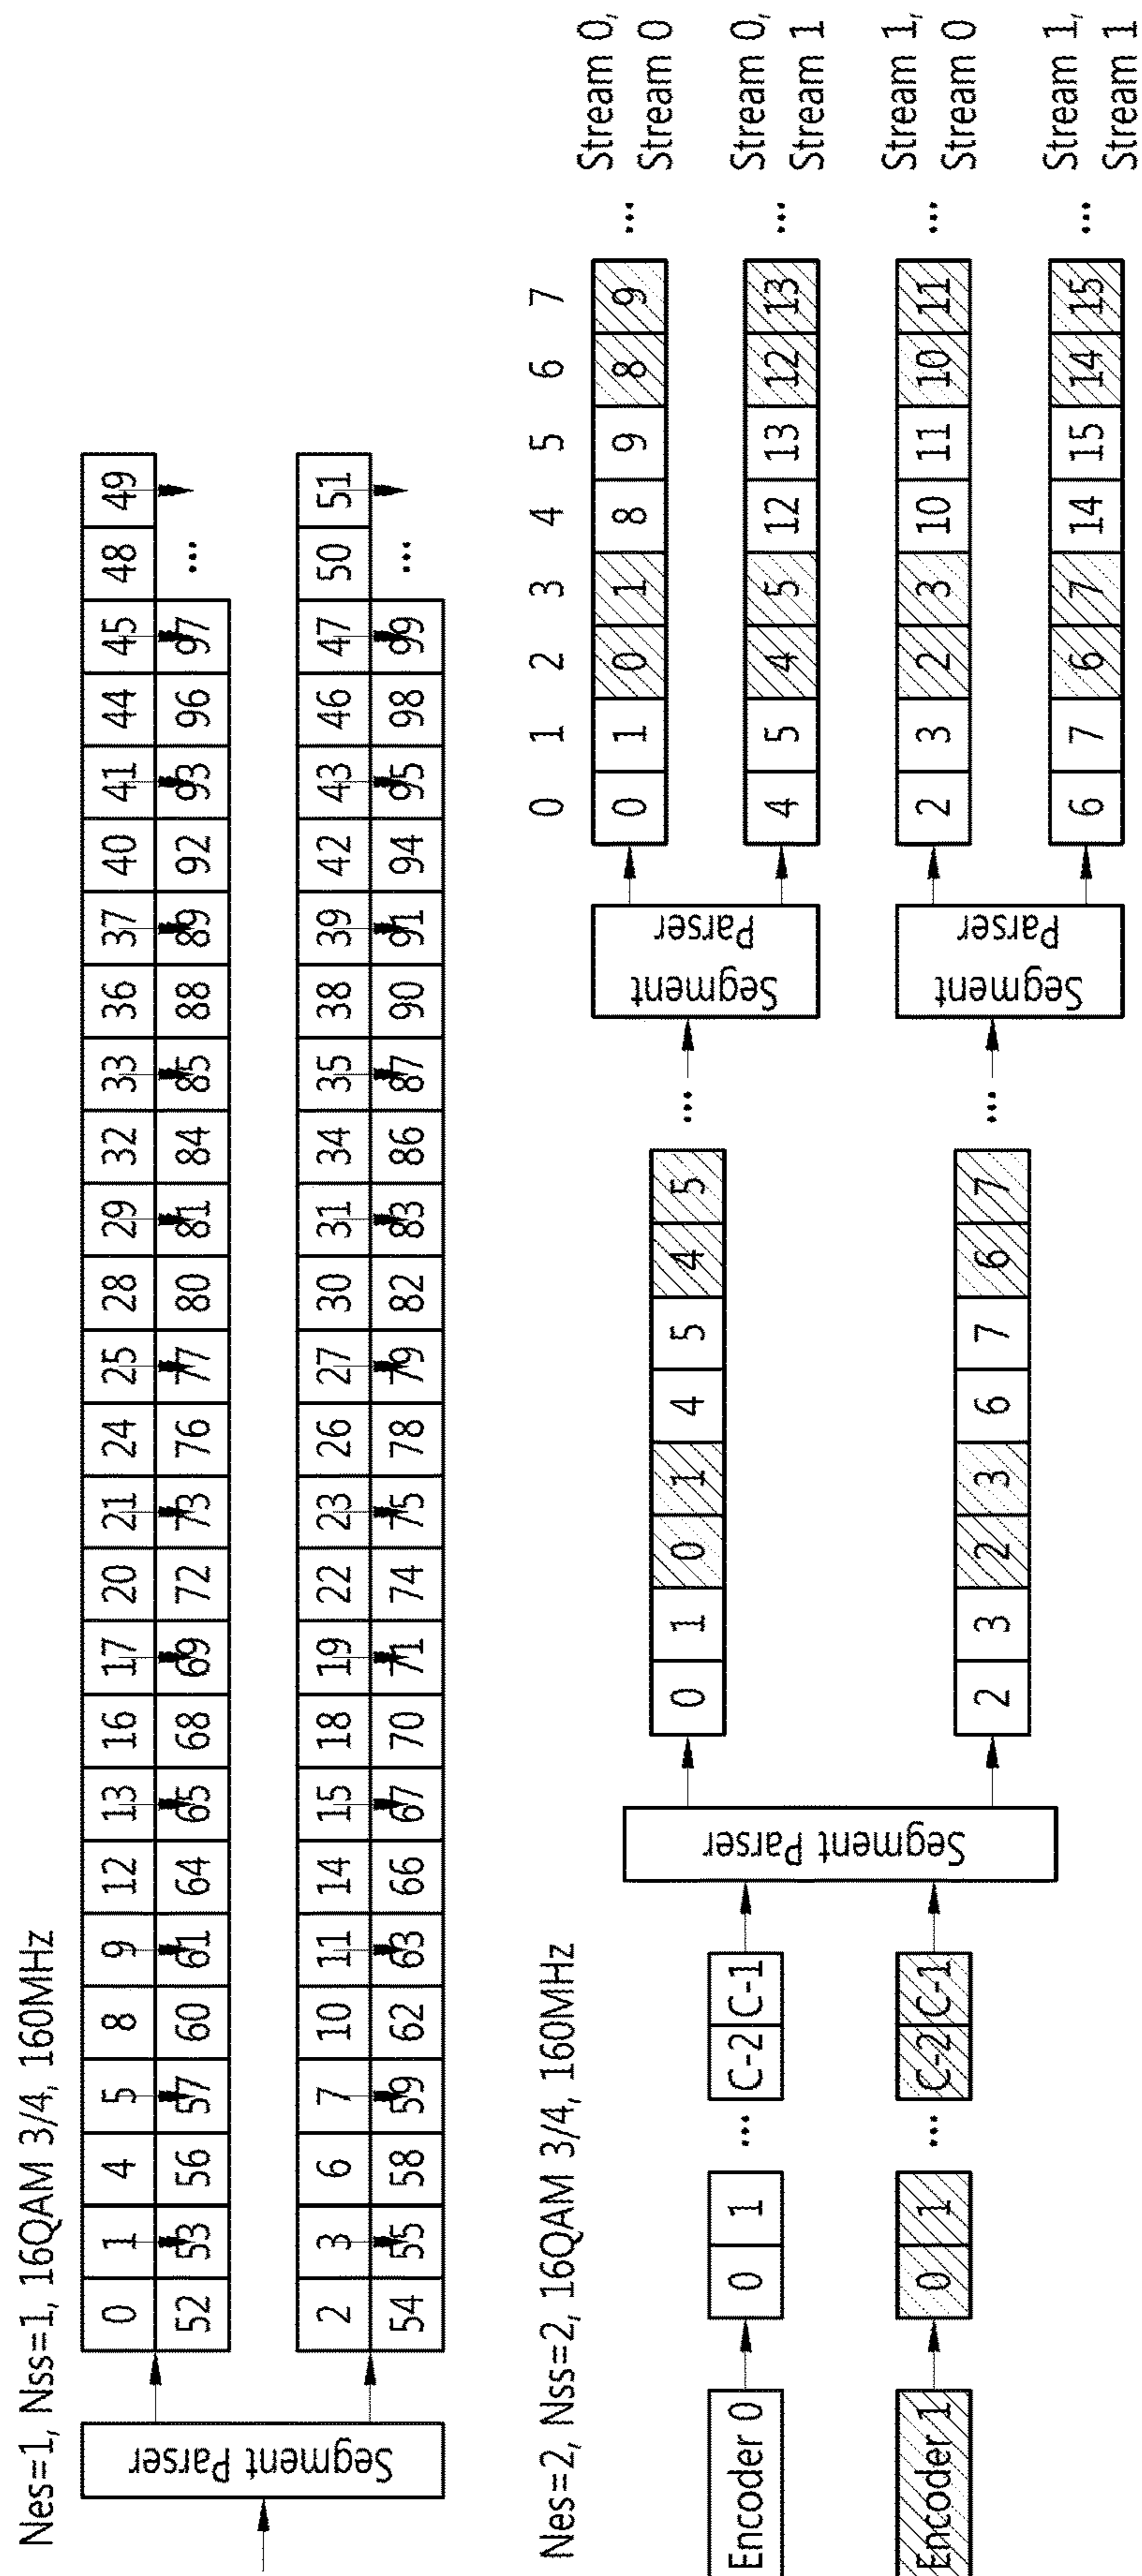 Nes=1, Nss=1, 16QAM 3/4, 160MHz
Segment Parser
0 1 4 5 8 9 12 13 16 17 20 21 24 25 28 29 32 33 36 37 40 41 44 45 48 49
52 53 56 57 60 61 64 65 68 69 72 73 76 77 80 81 84 85 88 89 92 93 96 97 ...
2 3 6 7 10 11 14 15 18 19 22 23 26 27 30 31 34 35 38 39 42 43 46 47 50 51
54 55 58 59 62 63 66 67 70 71 74 75 78 79 82 83 86 87 90 91 94 95 98 99 ...
Nes=2, Nss=2, 16QAM 3/4, 160MHz
Encoder 0
0 1 ... C-2 C-1
Encoder 1
0 1 ... C-2 C-1
Segment Parser
0 1 0 1 4 5 4 5 ...
2 3 2 3 6 7 6 7 ...
Segment
Parser
Segment
Parser
0 1 2 3 4 5 6 7
0 1 0 1 8 9 8 9 ...
Stream 0,
Stream 0
4 5 4 5 12 13 12 13 ...
Stream 0,
Stream 1
2 3 2 3 10 11 10 11 ...
Stream 1,
Stream 0
6 7 6 7 14 15 14 15 ...
Stream 1,
Stream 1